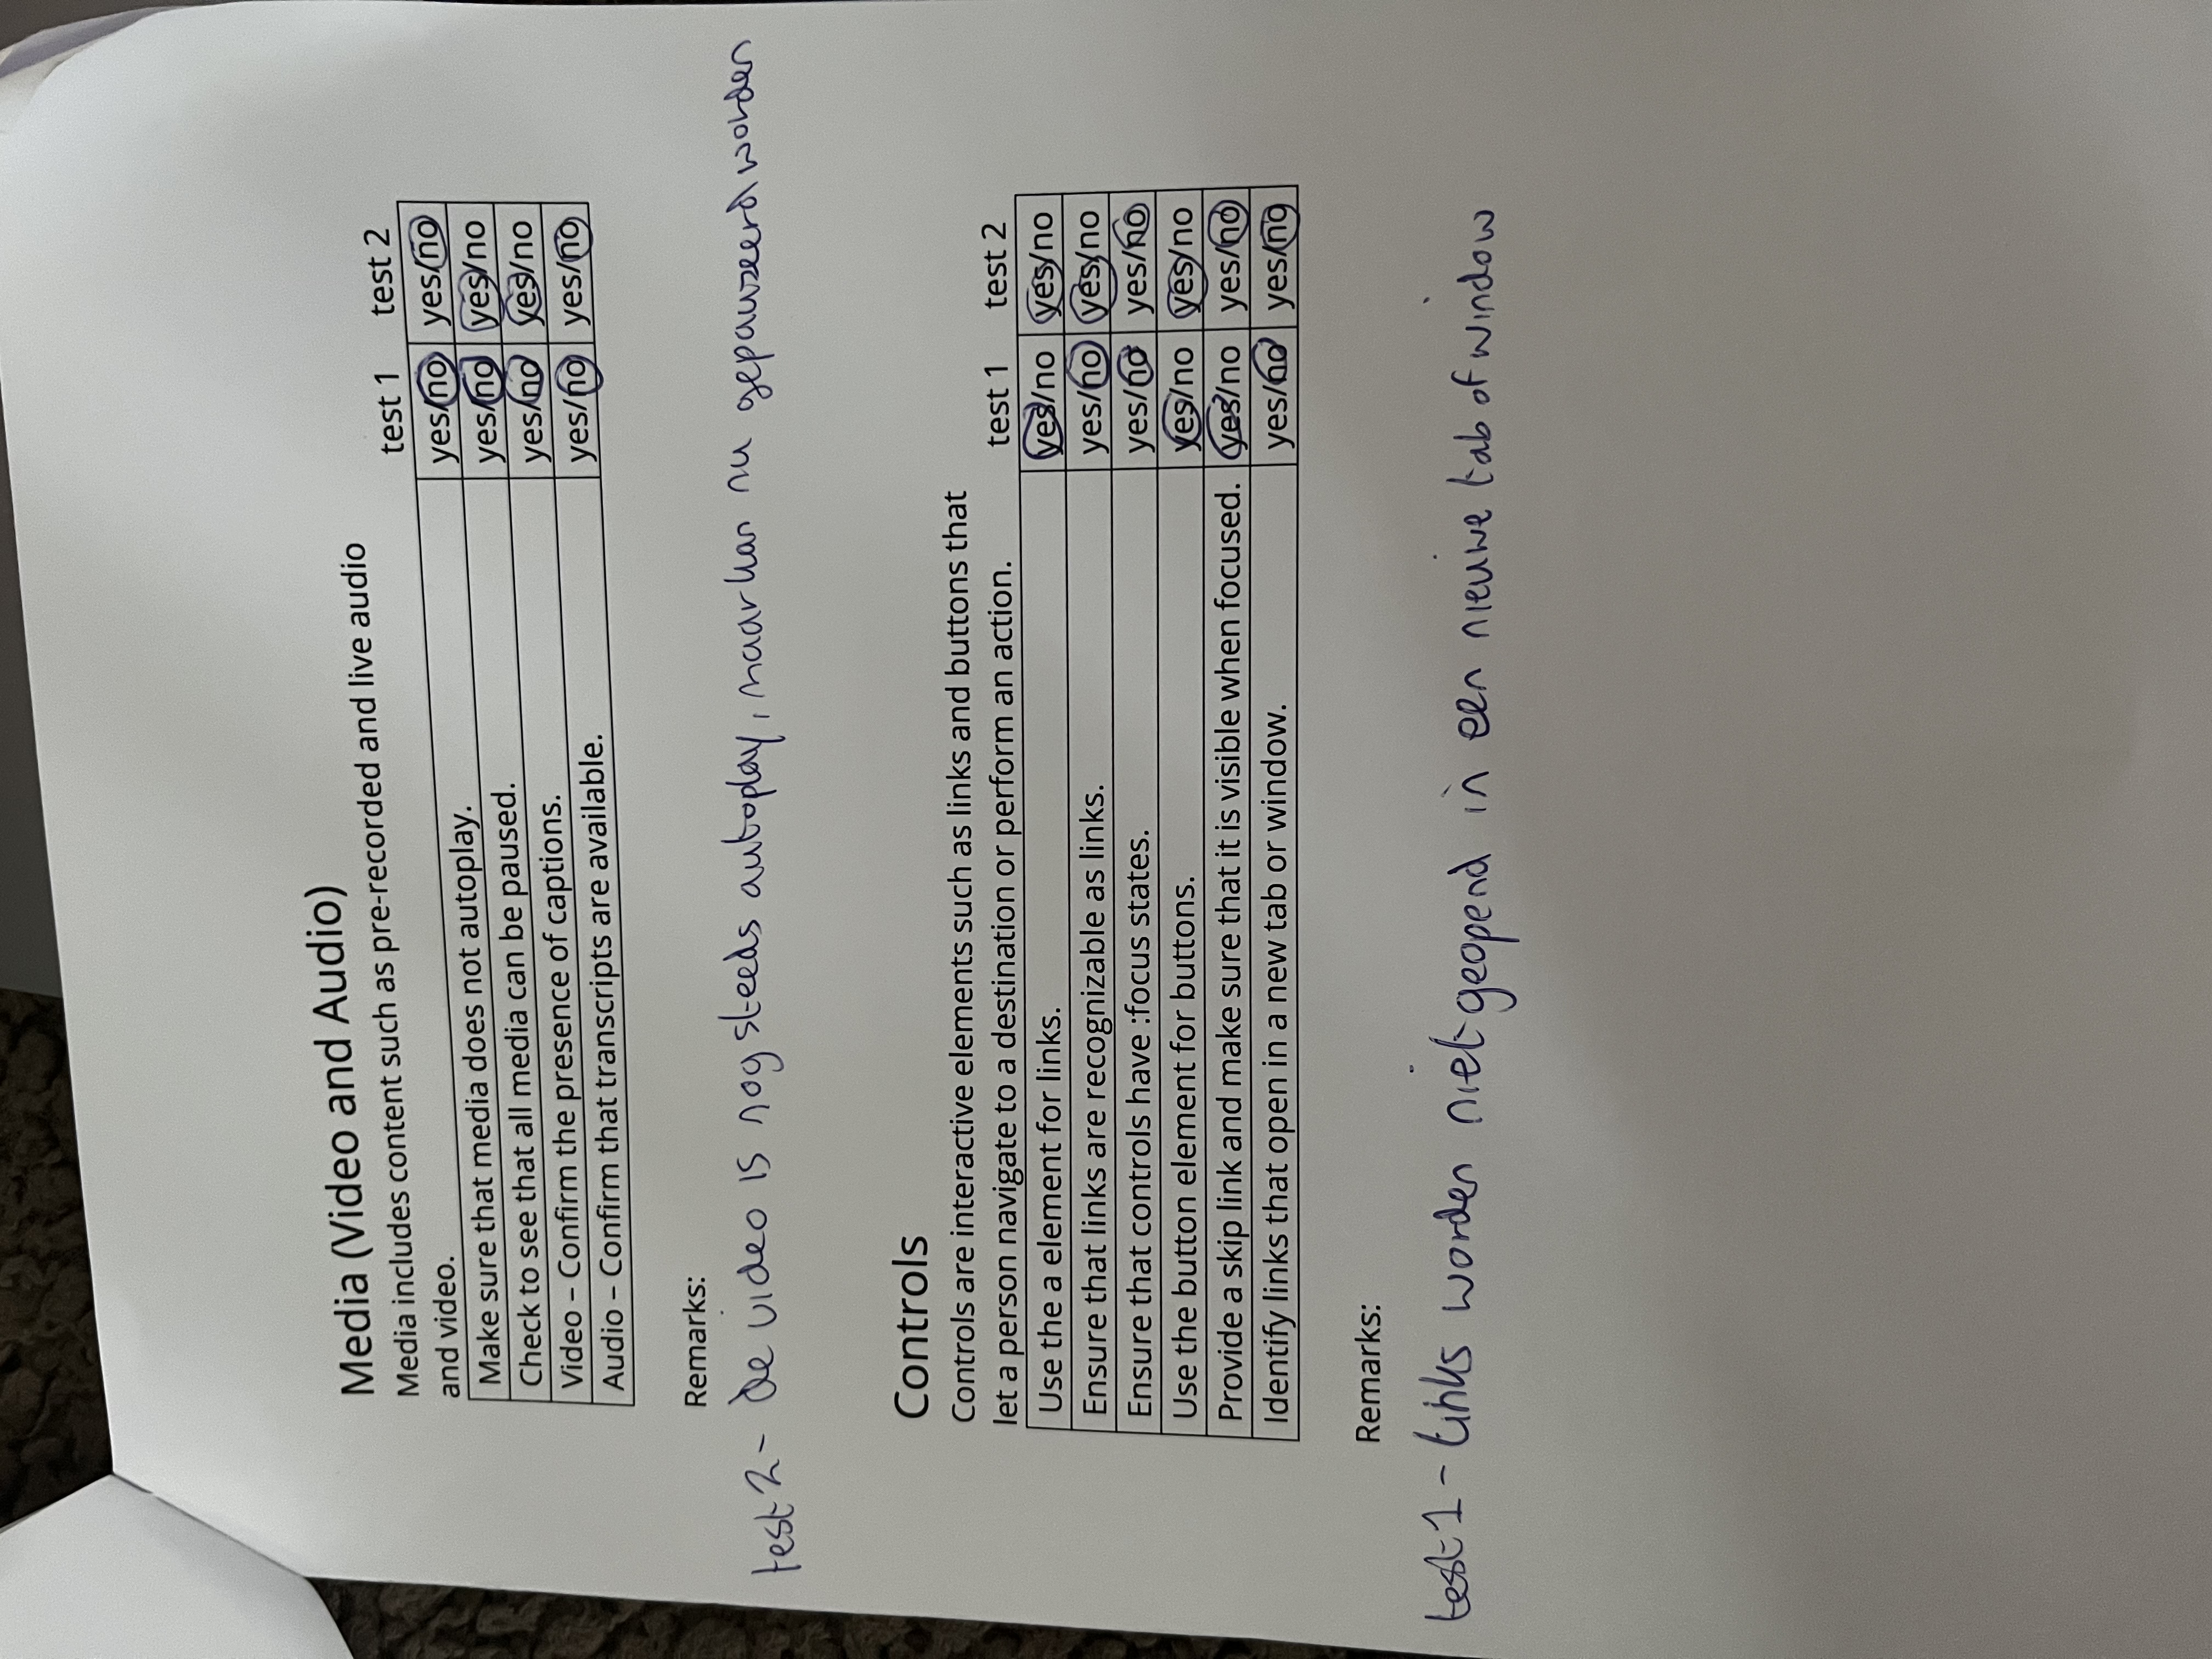 Media (Video and Audio)
Media includes content such as pre-recorded and live audio
and video. test 1 test 2
Make sure that media does not autoplay. yes/no yes/no
Check to see that all media can be paused. yes/no yes/no
Video – Confirm the presence of captions. yes/no yes/no
Audio – Confirm that transcripts are available. yes/no yes/no
Remarks:
test 2 - de video is nog steeds autoplay, maar kan nu gepauzeerd worden
Controls
Controls are interactive elements such as links and buttons that
let a person navigate to a destination or perform an action. test 1 test 2
Use the a element for links. yes/no yes/no
Ensure that links are recognizable as links. yes/no yes/no
Ensure that controls have :focus states. yes/no yes/no
Use the button element for buttons. yes/no yes/no
Provide a skip link and make sure that it is visible when focused. yes/no yes/no
Identify links that open in a new tab or window. yes/no yes/no
Remarks:
test 1 - Links worden niet geopend in een nieuwe tab of window